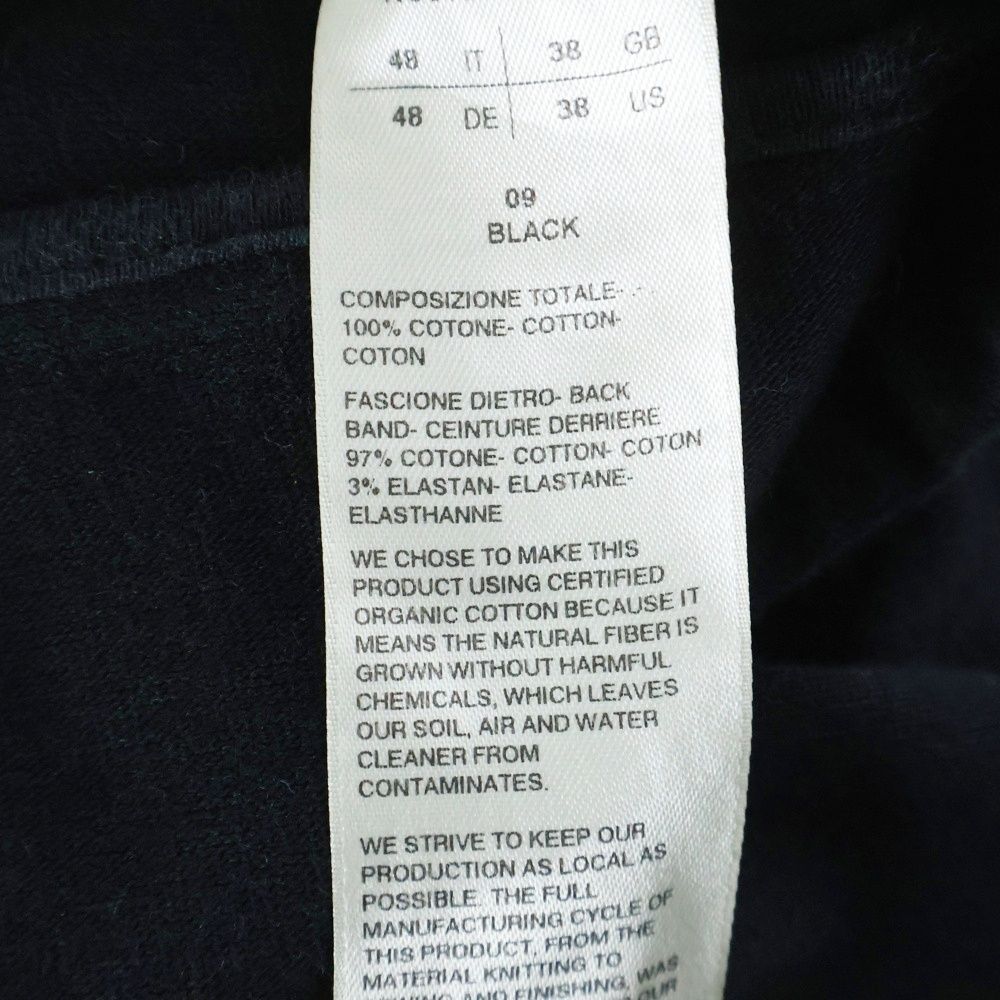 48 IT 38 GB
48 DE 38 US
09
BLACK
COMPOSIZIONE TOTALE-
100% COTONE- COTTON-
COTON
FASCIONE DIETRO- BACK
BAND- CEINTURE DERRIERE
97% COTONE- COTTON- COTON
3% ELASTAN- ELASTANE-
ELASTHANNE
WE CHOSE TO MAKE THIS
PRODUCT USING CERTIFIED
ORGANIC COTTON BECAUSE IT
MEANS THE NATURAL FIBER IS
GROWN WITHOUT HARMFUL
CHEMICALS, WHICH LEAVES
OUR SOIL, AIR AND WATER
CLEANER FROM
CONTAMINATES.
WE STRIVE TO KEEP OUR
PRODUCTION AS LOCAL AS
POSSIBLE. THE FULL
MANUFACTURING CYCLE OF
THIS PRODUCT, FROM THE
MATERIAL KNITTING TO
AND FINISHING, WAS
OUR